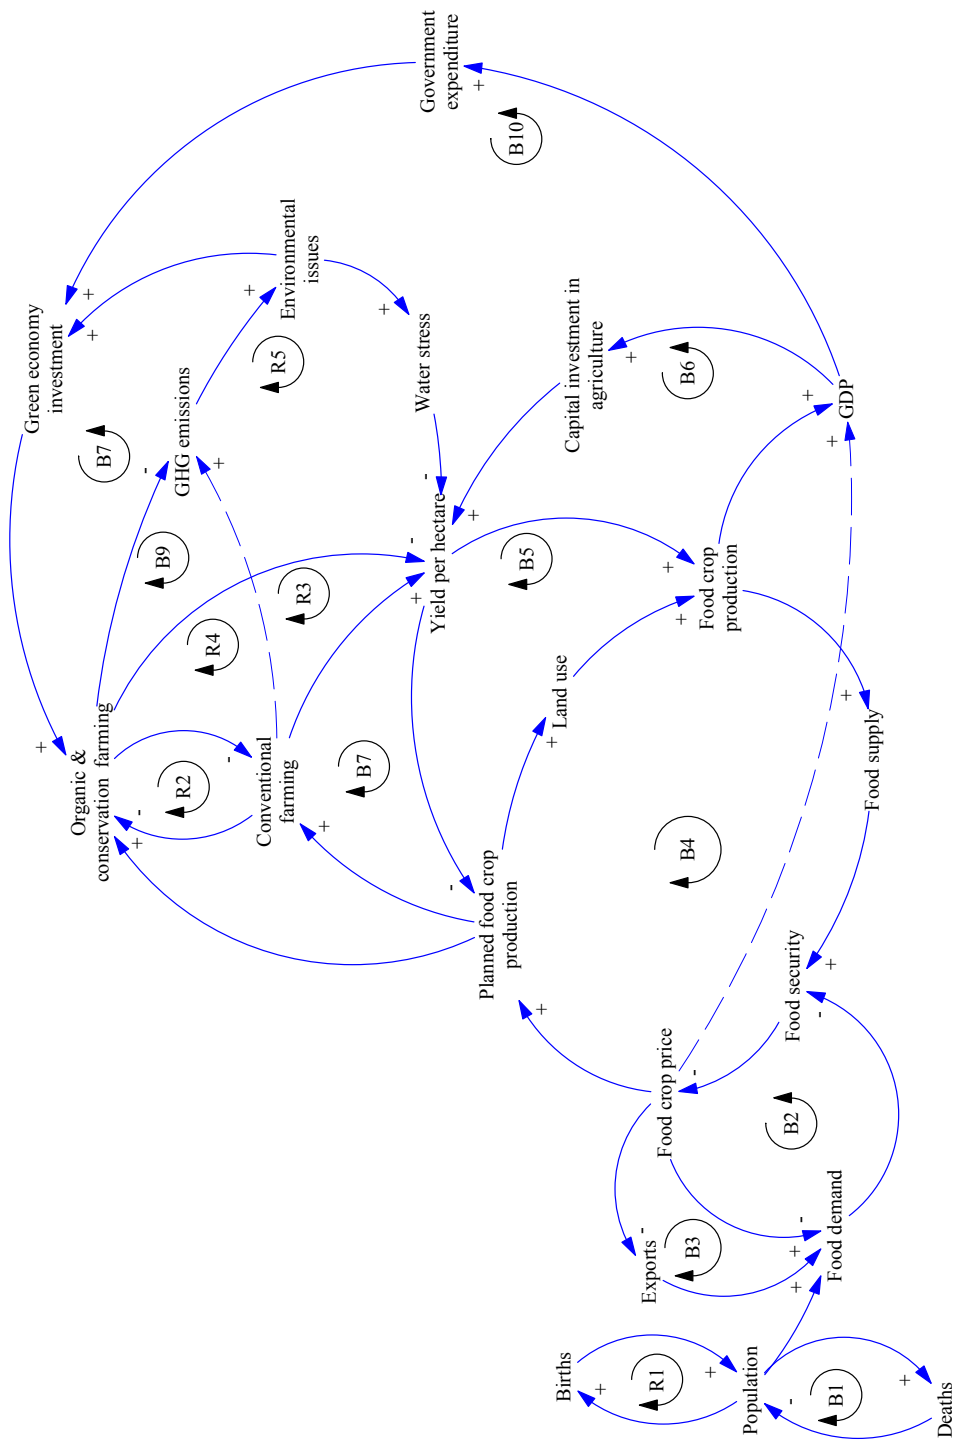 Government
expenditure
B10
+
Green economy
investment
+
+
Environmental
issues
+
R5
GHG emissions
-
+
B7
B9
+
Water stress
-
Capital investment in
agriculture
+
B6
GDP
+
+
Yield per hectare
-
+
+
R3
R4
B5
Food crop
production
+
+
Organic &
conservation farming
+
-
+
R2
Conventional
farming
-
+
B7
Land use
+
Food supply
+
B4
Planned food crop
production
-
+
Food security
+
-
Food crop price
-
B2
Exports
-
B3
Food demand
-
+
+
Births
+
R1
Population
+
-
B1
Deaths
+